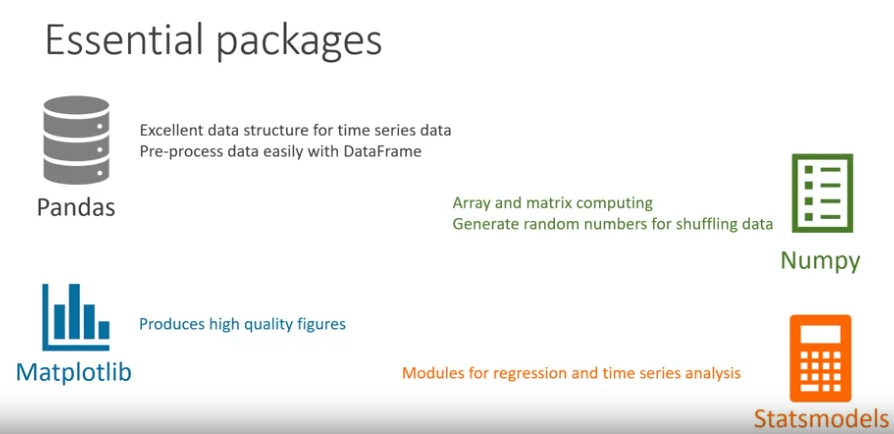 Essential packages
Excellent data structure for time series data
Pre-process data easily with DataFrame
Pandas
Array and matrix computing
Generate random numbers for shuffling data
Numpy
Produces high quality figures
Matplotlib
Modules for regression and time series analysis
Statsmodels